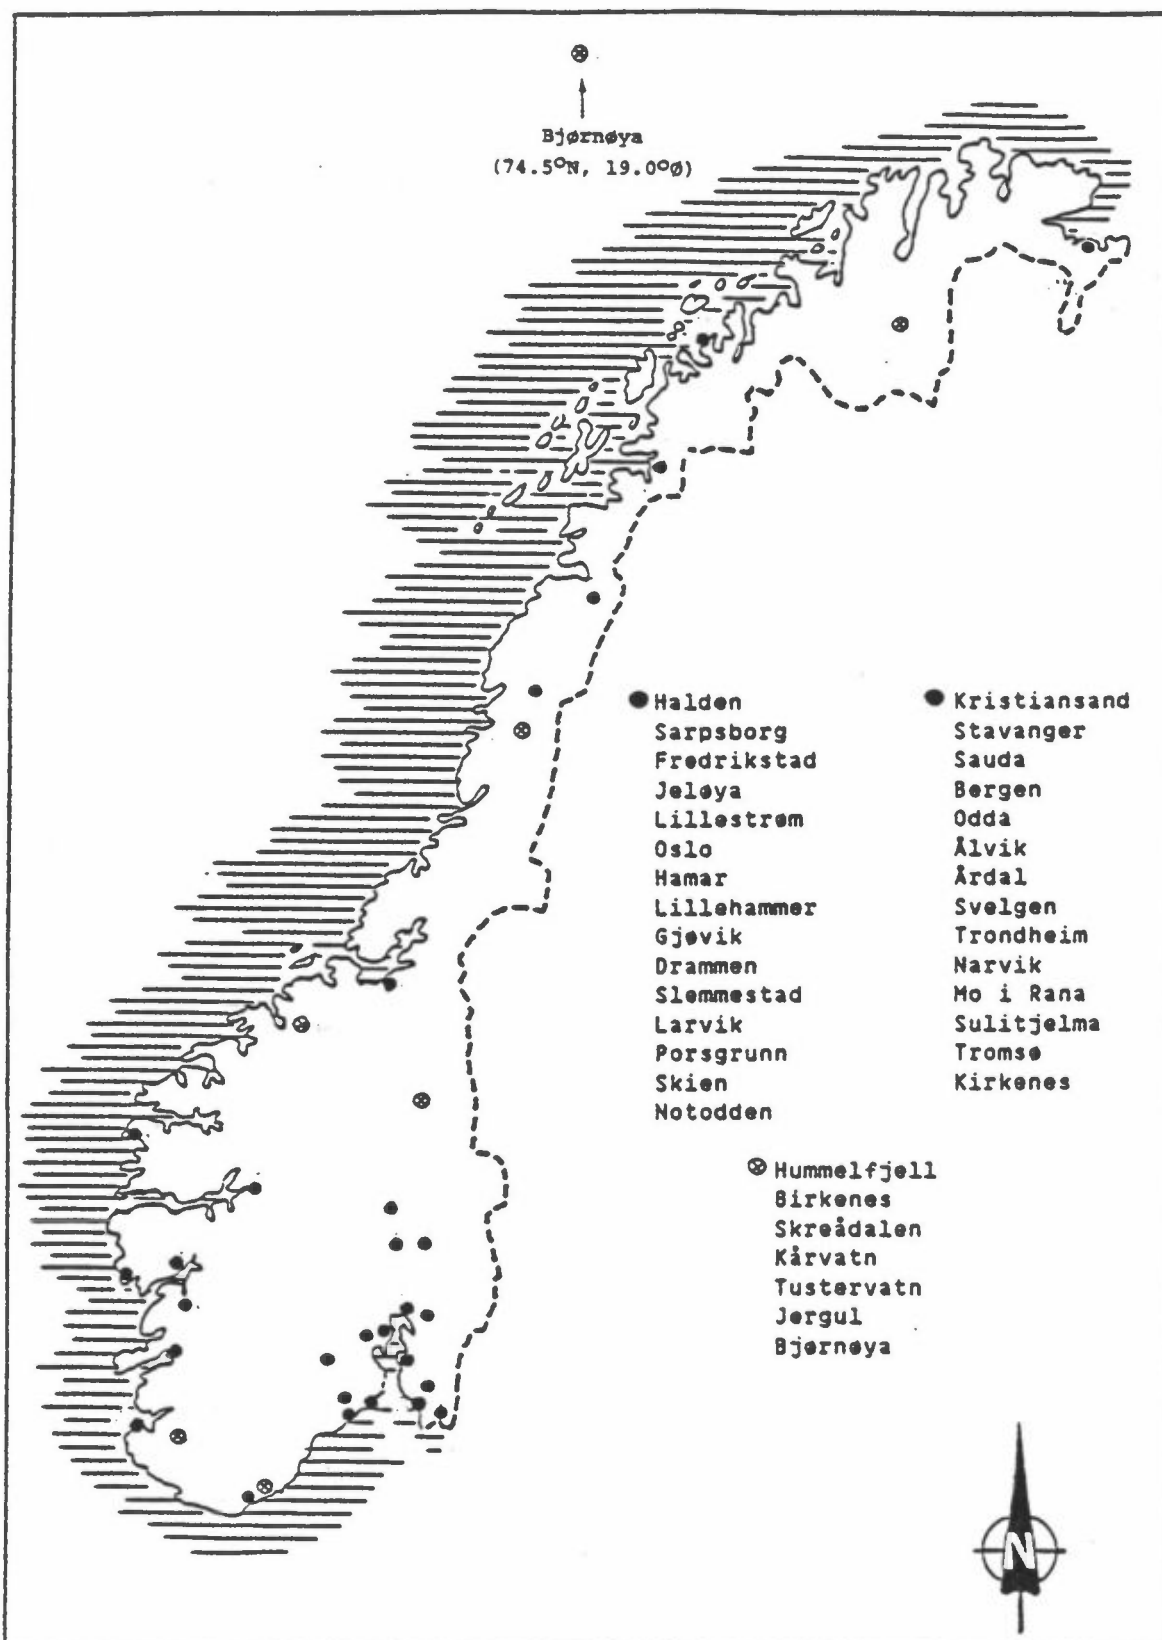 Bjørnøya
(74.5°N, 19.0°Ø)
Halden
Sarpsborg
Fredrikstad
Jeløya
Lillestrøm
Oslo
Hamar
Lillehammer
Gjøvik
Drammen
Slemmestad
Larvik
Porsgrunn
Skien
Notodden
Kristiansand
Stavanger
Sauda
Bergen
Odda
Ålvik
Årdal
Svelgen
Trondheim
Narvik
Mo i Rana
Sulitjelma
Tromsø
Kirkenes
Hummelfjell
Birkenes
Skreådalen
Kårvatn
Tustervatn
Jergul
Bjørnøya
N